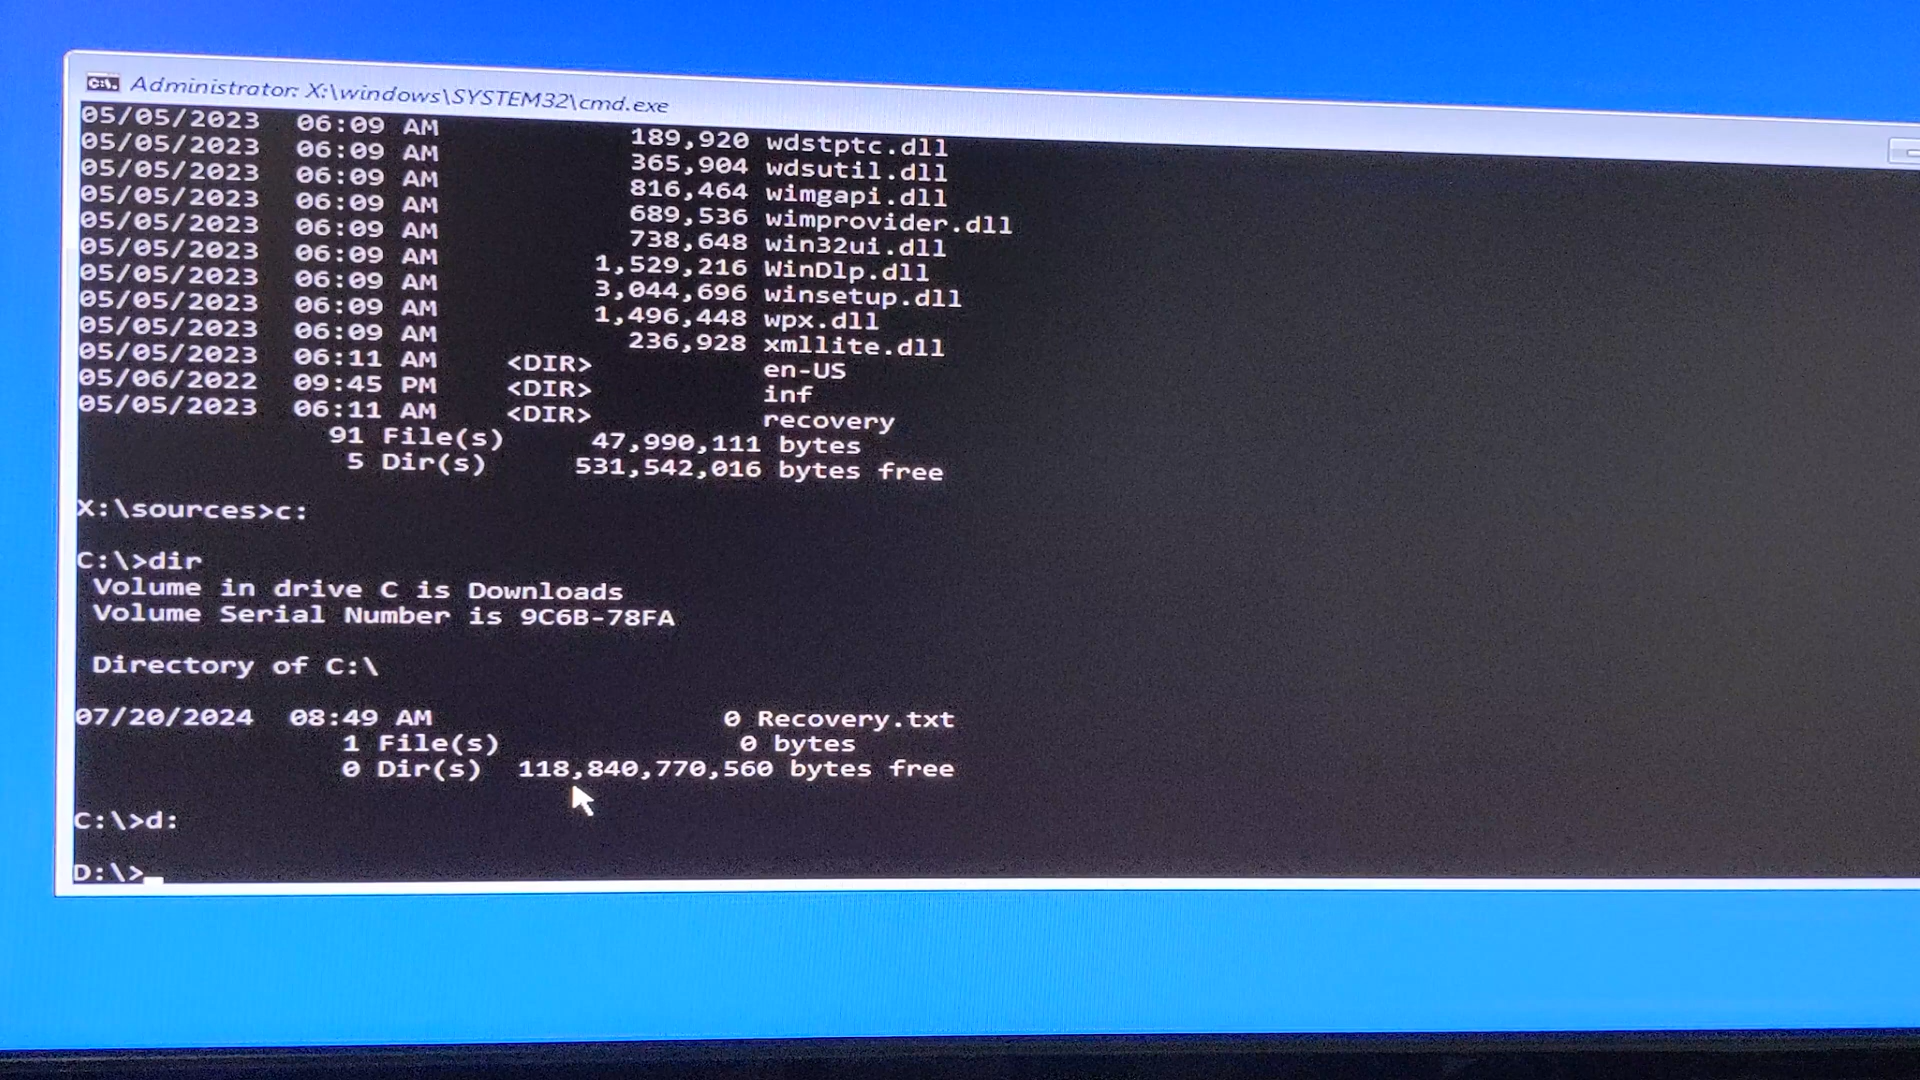 Administrator: X:\windows\SYSTEM32\cmd.exe
05/05/2023  06:09 AM           189,920 wdstptc.dll
05/05/2023  06:09 AM           365,904 wdsutil.dll
05/05/2023  06:09 AM           816,464 wimgapi.dll
05/05/2023  06:09 AM           689,536 wimprovider.dll
05/05/2023  06:09 AM           738,648 win32ui.dll
05/05/2023  06:09 AM         1,529,216 WinDlp.dll
05/05/2023  06:09 AM         3,044,696 winsetup.dll
05/05/2023  06:09 AM         1,496,448 wpx.dll
05/05/2023  06:09 AM           236,928 xmllite.dll
05/05/2023  06:11 AM    <DIR>          en-US
05/06/2022  09:45 PM    <DIR>          inf
05/05/2023  06:11 AM    <DIR>          recovery
91 File(s)     47,990,111 bytes
5 Dir(s)     531,542,016 bytes free
X:\sources>c:
C:\>dir
Volume in drive C is Downloads
Volume Serial Number is 9C6B-78FA
Directory of C:\
07/20/2024  08:49 AM                 0 Recovery.txt
1 File(s)              0 bytes
0 Dir(s)  118,840,770,560 bytes free
C:\>d:
D:\>